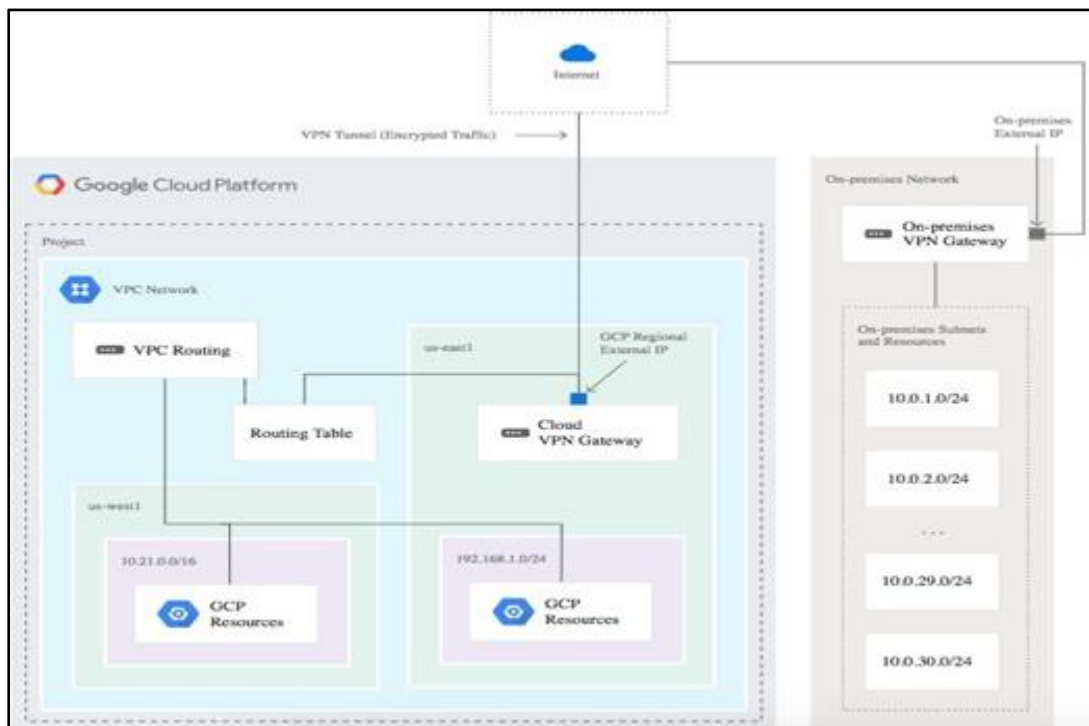 Internet
VPN Tunnel (Encrypted Traffic)
On-premises
External IP
Google Cloud Platform
On-premises Network
On-premises
VPN Gateway
Project
VPC Network
VPC Routing
us-east1
GCP Regional
External IP
On-premises Subnets
and Resources
Routing Table
Cloud
VPN Gateway
10.0.1.0/24
10.0.2.0/24
...
us-west1
10.21.0.0/16
192.168.1.0/24
GCP
Resources
GCP
Resources
10.0.29.0/24
10.0.30.0/24